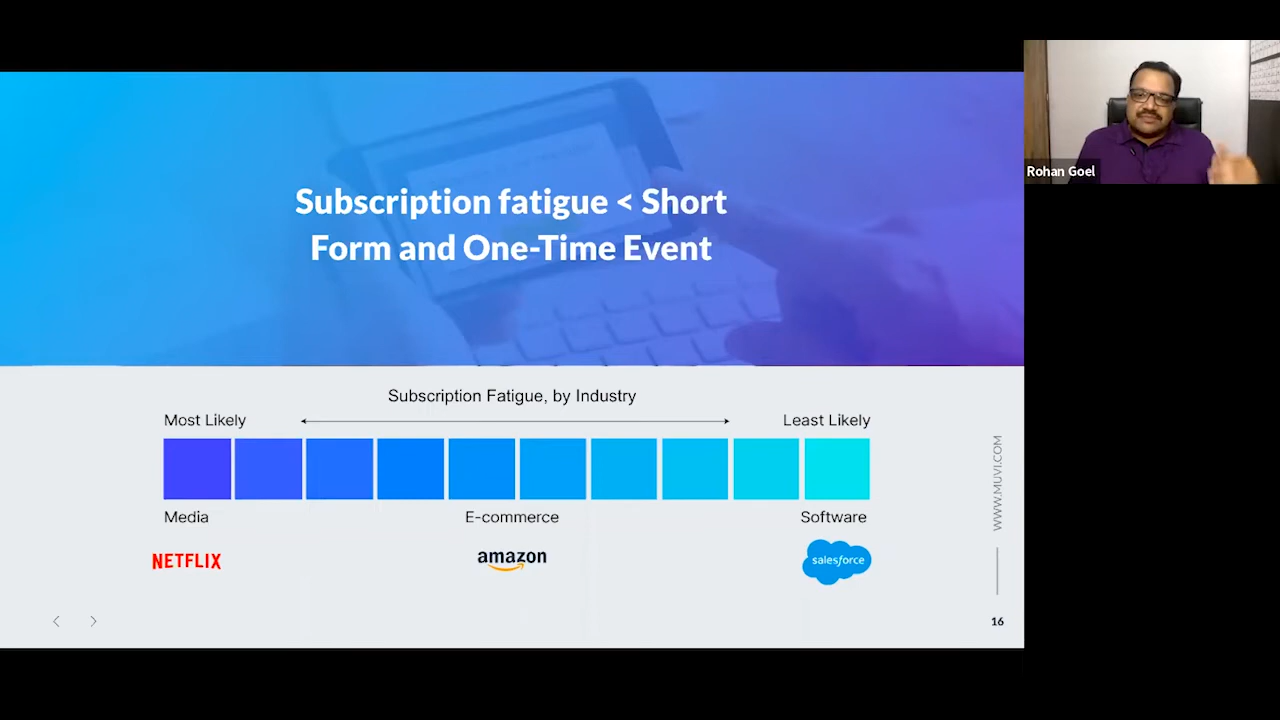 Subscription fatigue < Short
Form and One-Time Event
Rohan Goel
Subscription Fatigue, by Industry
Most Likely
Least Likely
Media
E-commerce
Software
NETFLIX
amazon
salesforce
WWW.MUVI.COM
16